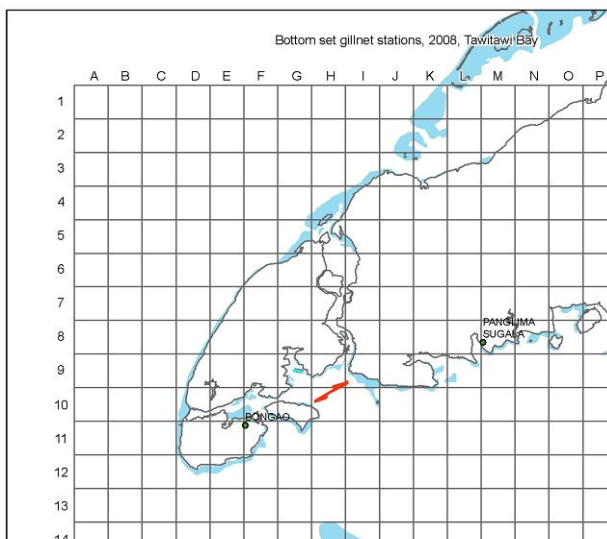 Bottom set gillnet stations, 2008, Tawitawi Bay
A B C D E F G H I J K L M N O P
1
2
3
4
5
6
7
PANGLIMA
8
SUGALA
9
10
BONGAO
11
12
13
14